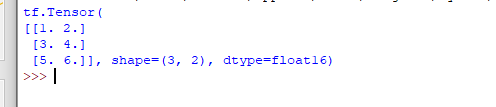 tf.Tensor(
[[1. 2.]
 [3. 4.]
 [5. 6.]], shape=(3, 2), dtype=float16)
>>>